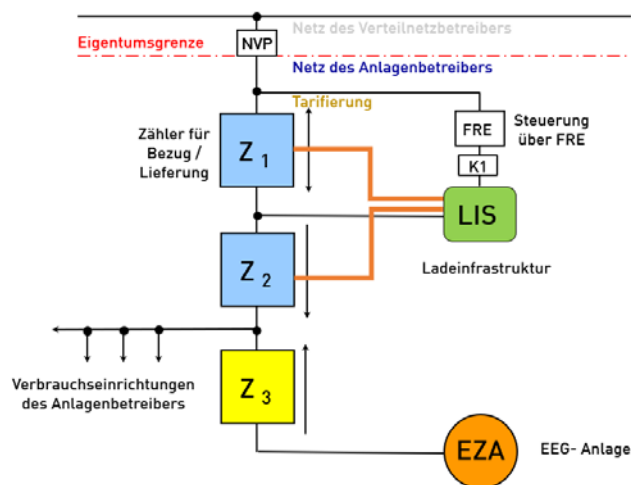 Netz des Verteilnetzbetreibers
Eigentumsgrenze
NVP
Netz des Anlagenbetreibers
Tarifierung
Zähler für
Bezug /
Lieferung
Z 1
FRE
Steuerung
über FRE
K1
LIS
Z 2
Ladeinfrastruktur
Verbrauchseinrichtungen
des Anlagenbetreibers
Z 3
EZA
EEG- Anlage